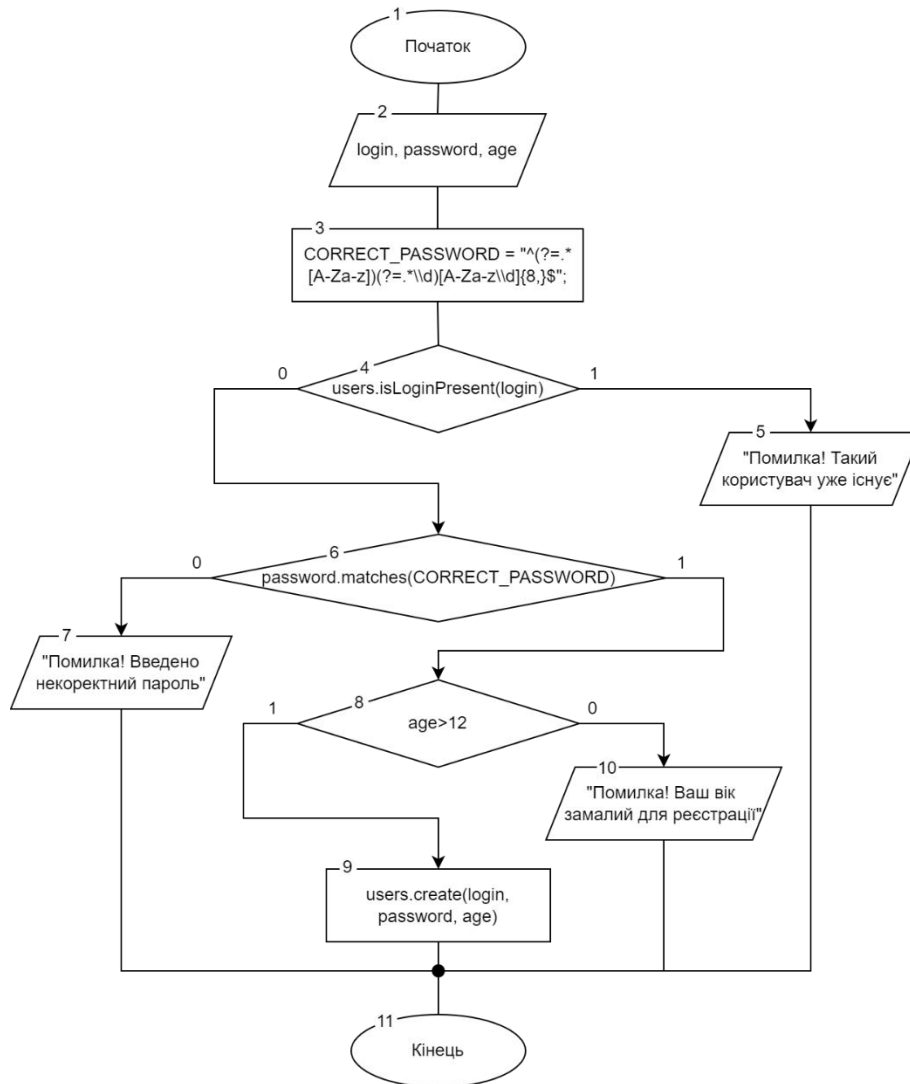 1
Початок
2
login, password, age
3
CORRECT_PASSWORD = "^(?=.*
[A-Za-z])(?=.*\\d)[A-Za-z\\d]{8,}$";
0
4
1
users.isLoginPresent(login)
5
"Помилка! Такий
користувач уже існує"
0
6
1
password.matches(CORRECT_PASSWORD)
7
"Помилка! Введено
некоректний пароль"
1
8
0
age>12
10
"Помилка! Ваш вік
замалий для реєстрації"
9
users.create(login,
password, age)
11
Кінець